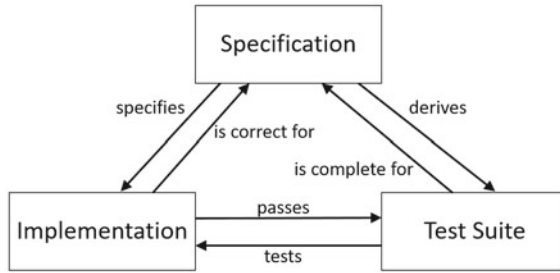 Specification
specifies
derives
is correct for
is complete for
Implementation
passes
Test Suite
tests